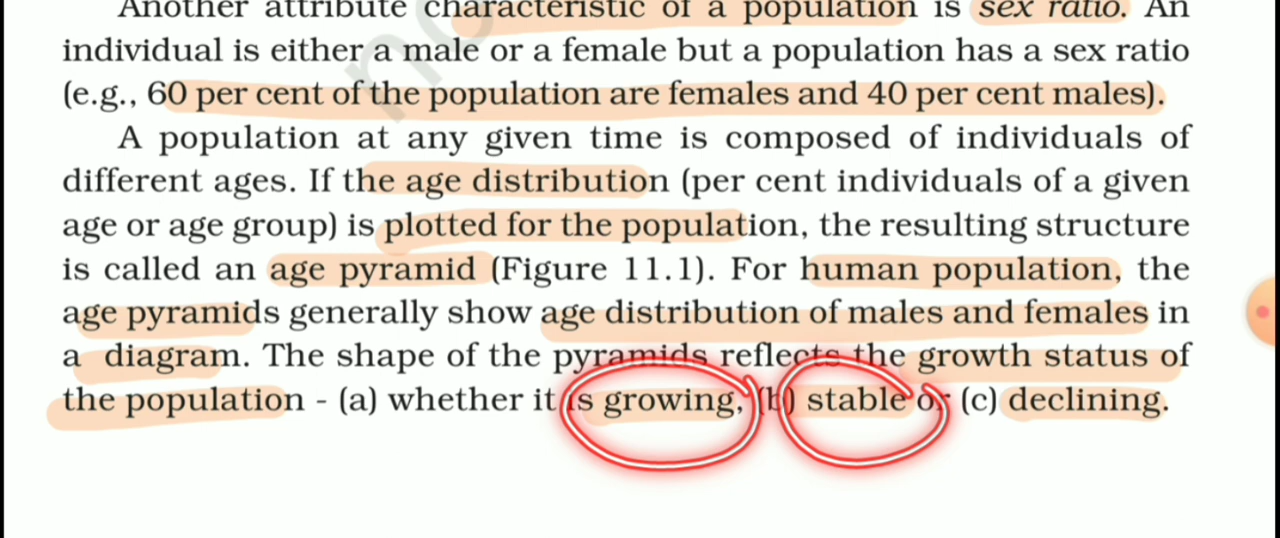 Another attribute characteristic of a population is sex ratio. An
individual is either a male or a female but a population has a sex ratio
(e.g., 60 per cent of the population are females and 40 per cent males).
A population at any given time is composed of individuals of
different ages. If the age distribution (per cent individuals of a given
age or age group) is plotted for the population, the resulting structure
is called an age pyramid (Figure 11.1). For human population, the
age pyramids generally show age distribution of males and females in
a diagram. The shape of the pyramids reflects the growth status of
the population - (a) whether it is growing, (b) stable or (c) declining.